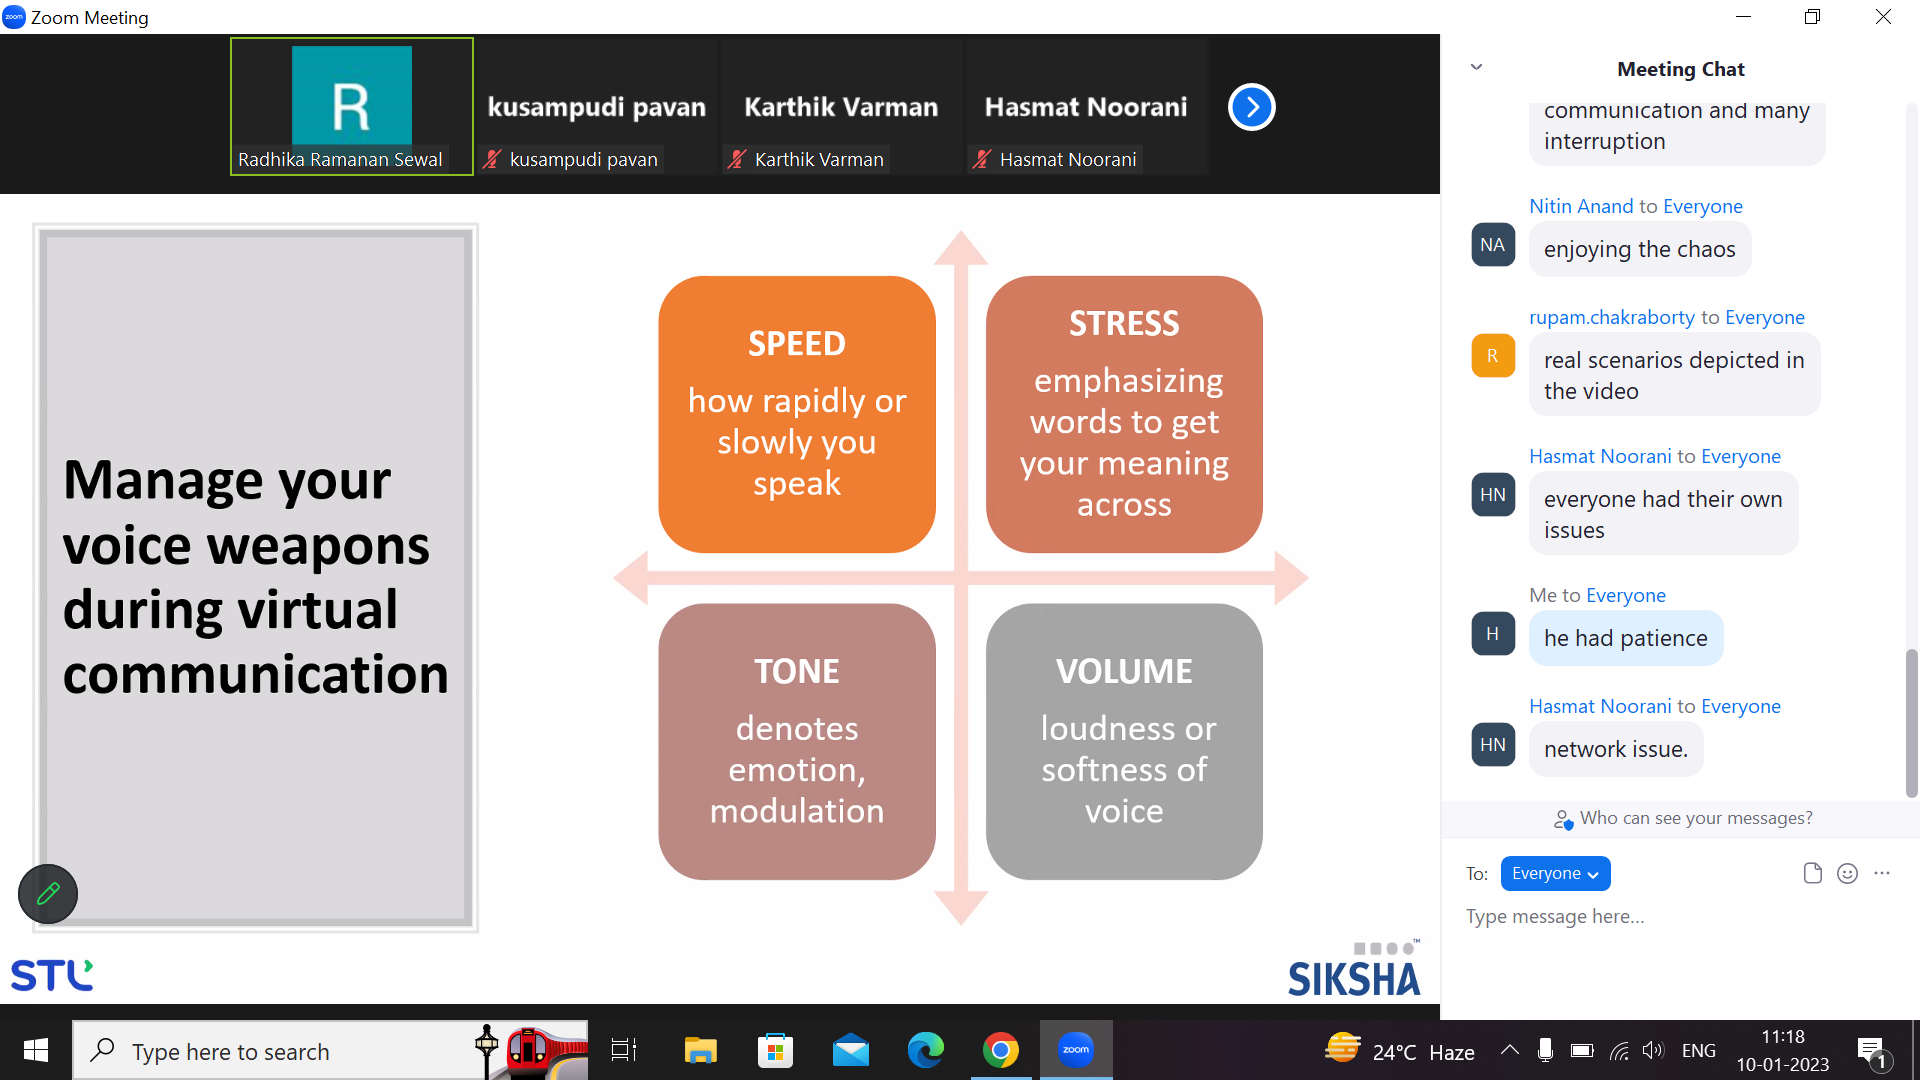 zoom Zoom Meeting
R
Radhika Ramanan Sewal
kusampudi pavan
kusampudi pavan
Karthik Varman
Karthik Varman
Hasmat Noorani
Hasmat Noorani
Manage your
voice weapons
during virtual
communication
SPEED
how rapidly or
slowly you
speak
STRESS
emphasizing
words to get
your meaning
across
TONE
denotes
emotion,
modulation
VOLUME
loudness or
softness of
voice
STL
SIKSHA™
Meeting Chat
communication and many
interruption
Nitin Anand to Everyone
NA
enjoying the chaos
rupam.chakraborty to Everyone
R
real scenarios depicted in
the video
Hasmat Noorani to Everyone
HN
everyone had their own
issues
Me to Everyone
H
he had patience
Hasmat Noorani to Everyone
HN
network issue.
Who can see your messages?
To: Everyone
Type message here...
Type here to search
zoom
24°C Haze
ENG
11:18
10-01-2023
1